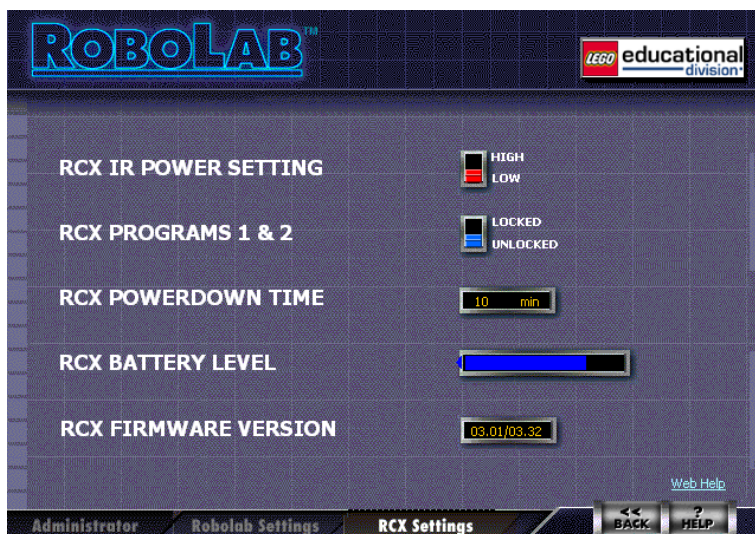 ROBOLAB™
LEGO educational
division
RCX IR POWER SETTING
HIGH
LOW
RCX PROGRAMS 1 & 2
LOCKED
UNLOCKED
RCX POWERDOWN TIME
10 min
RCX BATTERY LEVEL
RCX FIRMWARE VERSION
03.01/03.32
Web Help
Administrator
Robolab Settings
RCX Settings
<<
BACK
?
HELP